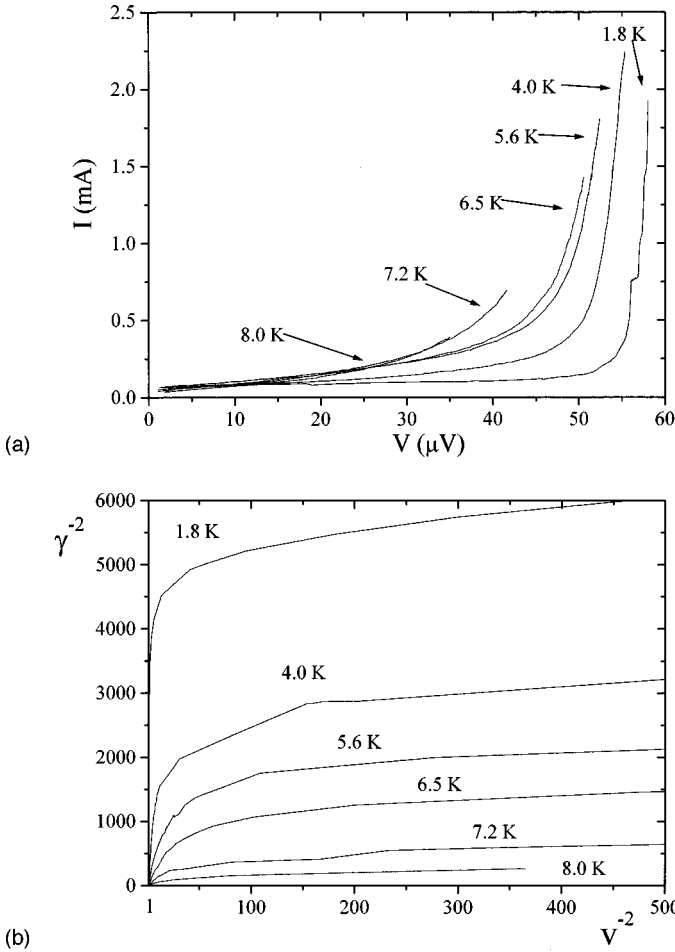 2.5
2.0
1.5
1.0
0.5
0.0
I (mA)
1.8 K
4.0 K
5.6 K
6.5 K
7.2 K
8.0 K
0 10 20 30 40 50 60
V (μV)
(a)
6000
5000
4000
3000
2000
1000
0
γ⁻²
1.8 K
4.0 K
5.6 K
6.5 K
7.2 K
8.0 K
1 100 200 300 400 500
V⁻²
(b)